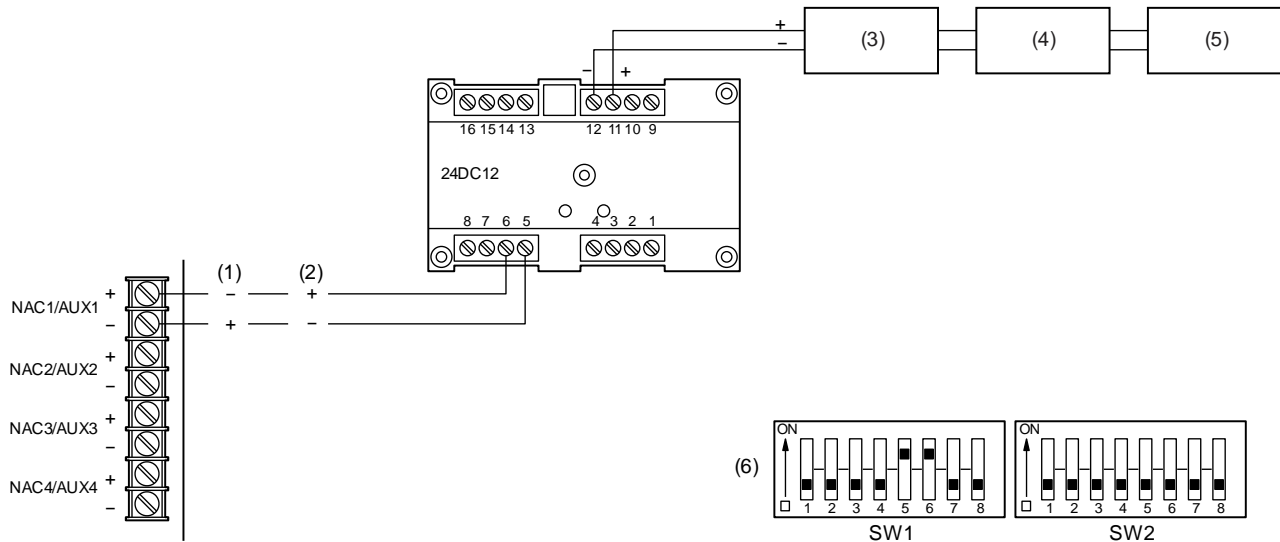 + (3) (4) (5)
−
− +
16 15 14 13 12 11 10 9
24DC12
8 7 6 5 4 3 2 1
(1) (2)
NAC1/AUX1 + − +
− + −
NAC2/AUX2 +
−
NAC3/AUX3 +
−
NAC4/AUX4 +
−
(6)
ON ON
1 2 3 4 5 6 7 8 1 2 3 4 5 6 7 8
SW1 SW2